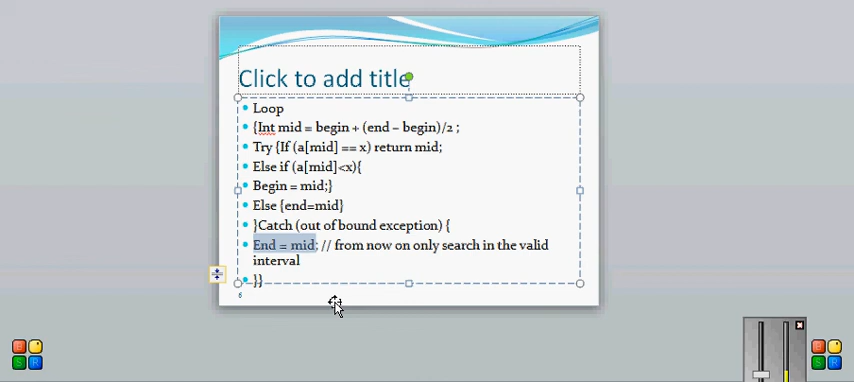 Click to add title
Loop
{Int mid = begin + (end – begin)/2 ;
Try {If (a[mid] == x) return mid;
Else if (a[mid]<x){
Begin = mid;}
Else {end=mid}
}Catch (out of bound exception) {
End = mid; // from now on only search in the valid
interval
}}
6